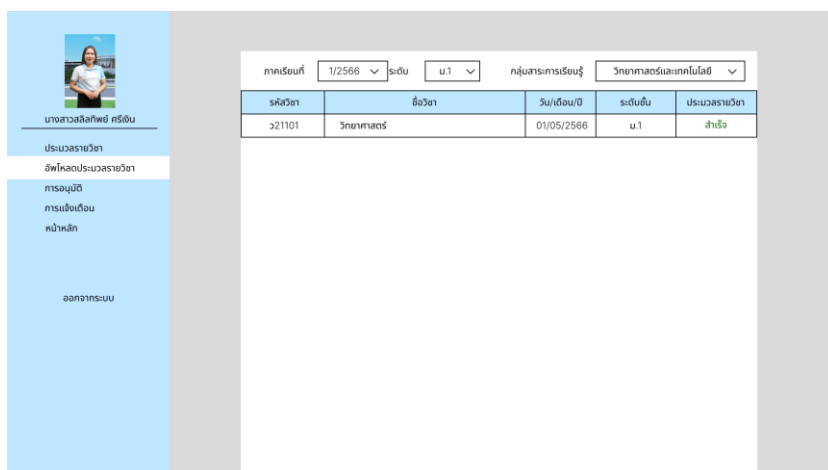 ภาคเรียนที่ 1/2566 ระดับ ม.1 กลุ่มสาระการเรียนรู้ วิทยาศาสตร์และเทคโนโลยี
รหัสวิชา ชื่อวิชา วัน/เดือน/ปี ระดับชั้น ประมวลรายวิชา
ว21101 วิทยาศาสตร์ 01/05/2566 ม.1 สำเร็จ
นางสาวสลิลทิพย์ ศรีเงิน
ประมวลรายวิชา
อัพโหลดประมวลรายวิชา
การอนุมัติ
การแจ้งเตือน
หน้าหลัก
ออกจากระบบ